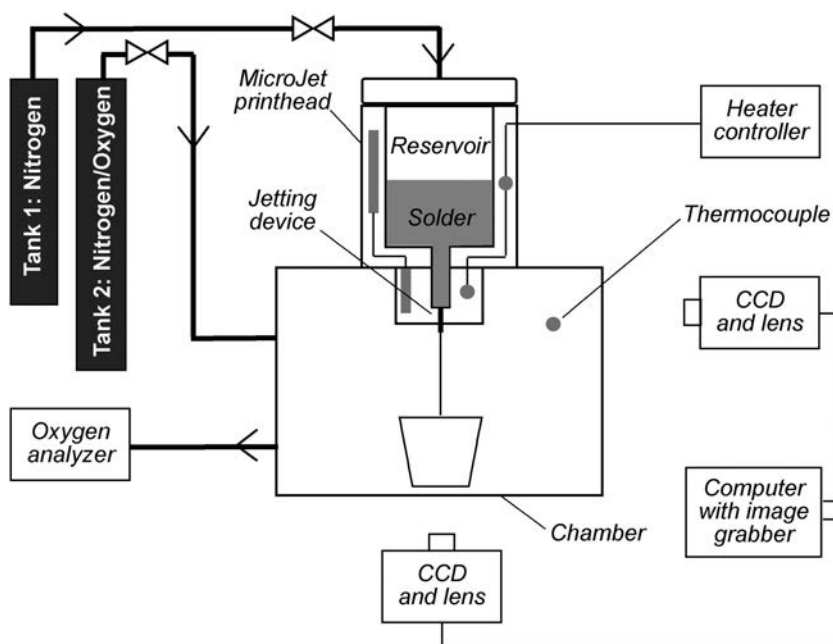 Tank 1: Nitrogen
Tank 2: Nitrogen/Oxygen
MicroJet
printhead
Reservoir
Solder
Jetting
device
Heater
controller
Thermocouple
CCD
and lens
Oxygen
analyzer
Computer
with image
grabber
Chamber
CCD
and lens